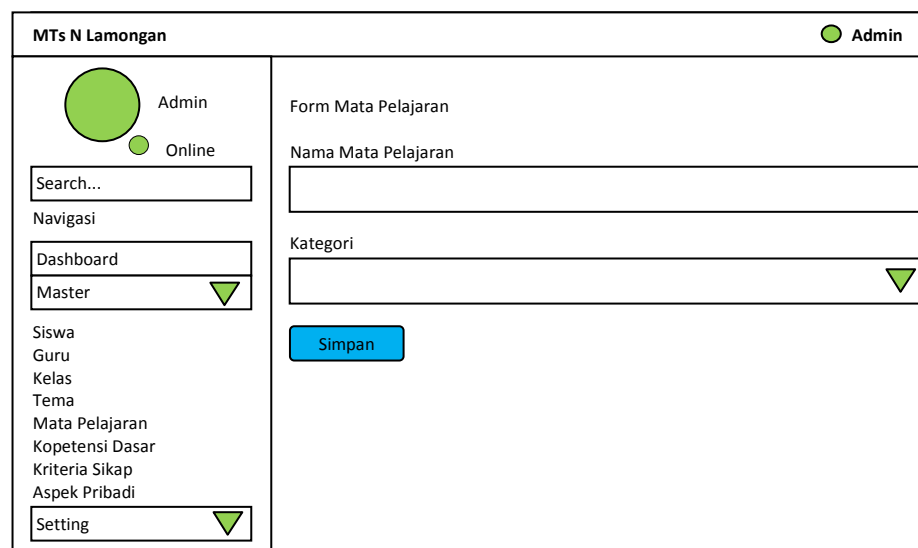 MTs N Lamongan
Admin
Admin
Online
Search...
Navigasi
Dashboard
Master
Siswa
Guru
Kelas
Tema
Mata Pelajaran
Kopetensi Dasar
Kriteria Sikap
Aspek Pribadi
Setting
Form Mata Pelajaran
Nama Mata Pelajaran
Kategori
Simpan